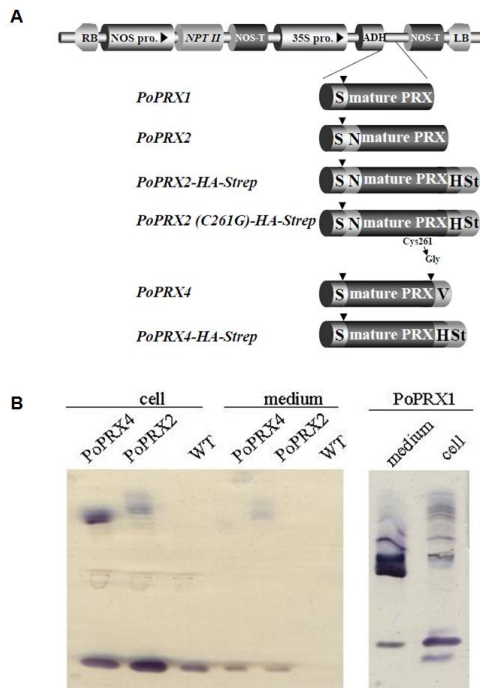 A
RB NOS pro. NPT II NOS-T 35S pro. ADH NOS-T LB
PoPRX1 S mature PRX
PoPRX2 S N mature PRX
PoPRX2-HA-Strep S N mature PRX H St
PoPRX2 (C261G)-HA-Strep S N mature PRX H St
Cys261
Gly
PoPRX4 S mature PRX V
PoPRX4-HA-Strep S mature PRX H St
B
cell medium PoPRX1
PoPRX4 PoPRX2 WT PoPRX4 PoPRX2 WT medium cell